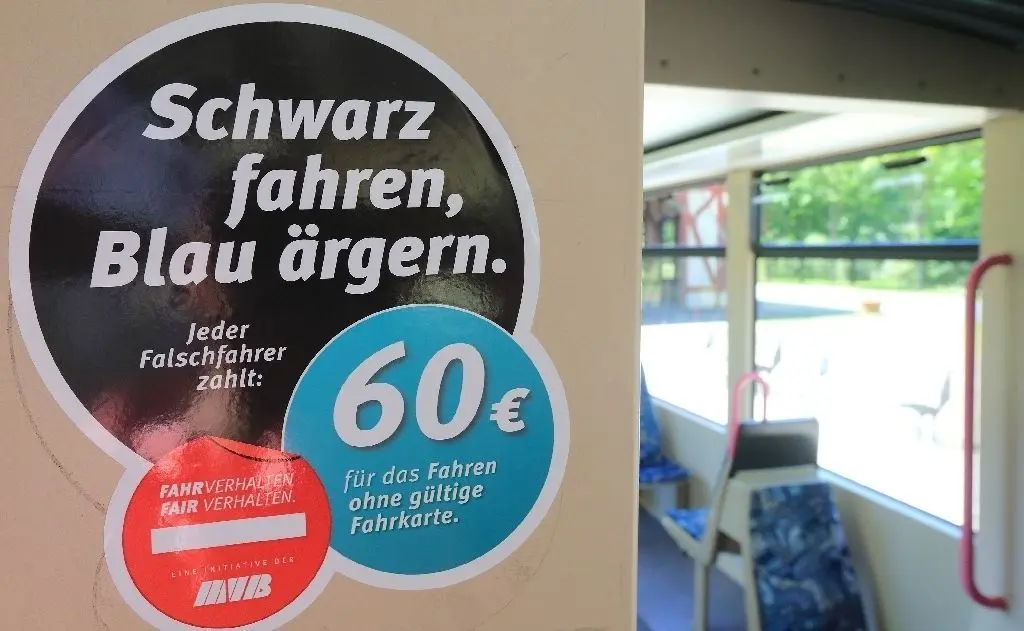 Schwarz
fahren,
Blau ärgern.
Jeder
Falschfahrer
zahlt:
60€
für das Fahren
ohne gültige
Fahrkarte.
FAHRVERHALTEN
FAIR VERHALTEN.
EINE INITIATIVE DER
MVB